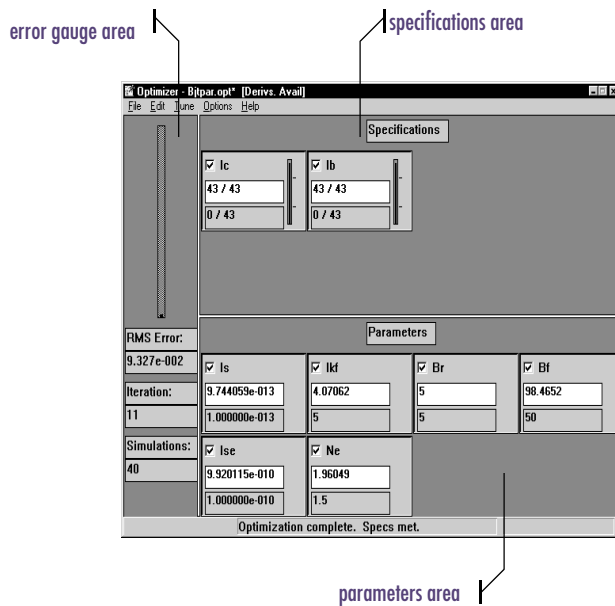 error gauge area
specifications area
Optimizer - Bjtpar.opt* [Derivs. Avail]
File Edit Tune Options Help
Specifications
Ic
43 / 43
0 / 43
Ib
43 / 43
0 / 43
RMS Error:
9.327e-002
Iteration:
11
Simulations:
40
Parameters
Is
9.744059e-013
1.000000e-013
Ikf
4.07062
5
Br
5
5
Bf
98.4652
50
Ise
9.920115e-010
1.000000e-010
Ne
1.96049
1.5
Optimization complete. Specs met.
parameters area